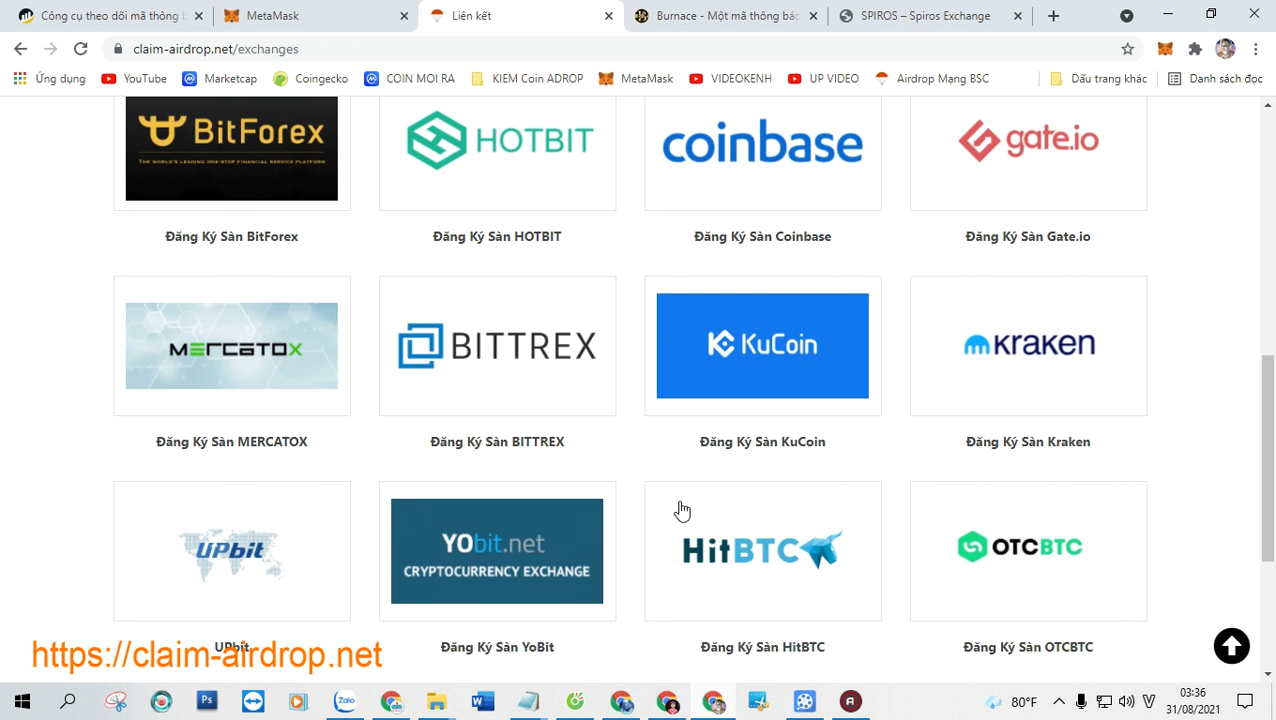 Công cụ theo dõi mã thông b
MetaMask
Liên kết
Burnace - Một mã thông bác
SPIROS – Spiros Exchange
claim-airdrop.net/exchanges
Ứng dụng
YouTube
Marketcap
Coingecko
COIN MOI RA
KIEM Coin ADROP
MetaMask
VIDEOKENH
UP VIDEO
Airdrop Mạng BSC
Dấu trang khác
Danh sách đọc
BitForex
THE WORLD'S LEADING ONE-STOP FINANCIAL SERVICE PLATFORM
HOTBIT
coinbase
gate.io
Đăng Ký Sàn BitForex
Đăng Ký Sàn HOTBIT
Đăng Ký Sàn Coinbase
Đăng Ký Sàn Gate.io
MERCATOX
BITTREX
KuCoin
kraken
Đăng Ký Sàn MERCATOX
Đăng Ký Sàn BITTREX
Đăng Ký Sàn KuCoin
Đăng Ký Sàn Kraken
UPbit
YObit.net
CRYPTOCURRENCY EXCHANGE
HitBTC
OTCBTC
UPbit
Đăng Ký Sàn YoBit
Đăng Ký Sàn HitBTC
Đăng Ký Sàn OTCBTC
https://claim-airdrop.net
Ps
Zalo
80°F
V
03:36
31/08/2021